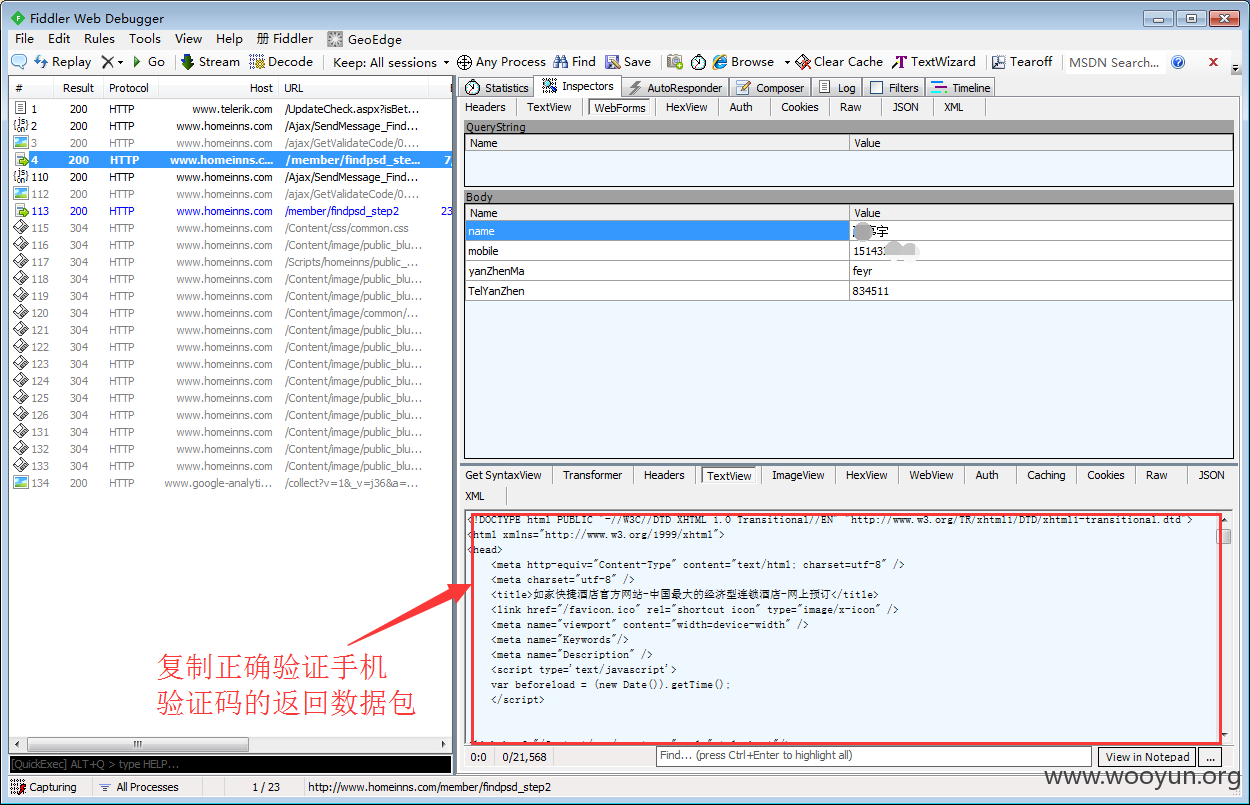 Fiddler Web Debugger
File Edit Rules Tools View Help 册 Fiddler GeoEdge
Replay Go Stream Decode Keep: All sessions Any Process Find Save Browse Clear Cache TextWizard Tearoff MSDN Search...
# Result Protocol Host URL
1 200 HTTP www.telerik.com /UpdateCheck.aspx?isBet...
2 200 HTTP www.homeinns.com /Ajax/SendMessage_Find...
3 200 HTTP www.homeinns.com /ajax/GetValidateCode/0....
4 200 HTTP www.homeinns.c... /member/findpsd_ste... 7,
110 200 HTTP www.homeinns.com /Ajax/SendMessage_Find...
112 200 HTTP www.homeinns.com /ajax/GetValidateCode/0....
113 200 HTTP www.homeinns.com /member/findpsd_step2 23
115 304 HTTP www.homeinns.com /Content/css/common.css
116 304 HTTP www.homeinns.com /Content/image/public_blu...
117 304 HTTP www.homeinns.com /Scripts/homeinns/public_...
118 304 HTTP www.homeinns.com /Content/image/public_blu...
119 304 HTTP www.homeinns.com /Content/image/public_blu...
120 304 HTTP www.homeinns.com /Content/image/common/...
121 304 HTTP www.homeinns.com /Content/image/public_blu...
122 304 HTTP www.homeinns.com /Content/image/public_blu...
123 304 HTTP www.homeinns.com /Content/image/public_blu...
124 304 HTTP www.homeinns.com /Content/image/public_blu...
125 304 HTTP www.homeinns.com /Content/image/public_blu...
126 304 HTTP www.homeinns.com /Content/image/public_blu...
131 304 HTTP www.homeinns.com /Content/image/public_blu...
132 304 HTTP www.homeinns.com /Content/image/public_blu...
133 304 HTTP www.homeinns.com /Content/image/public_blu...
134 200 HTTP www.google-analyti... /collect?v=1&_v=j36&a=...
复制正确验证手机
验证码的返回数据包
[QuickExec] ALT+Q > type HELP...
Statistics Inspectors AutoResponder Composer Log Filters Timeline
Headers TextView WebForms HexView Auth Cookies Raw JSON XML
QueryString
Name Value
Body
Name Value
name 宇
mobile 15143
yanZhenMa feyr
TelYanZhen 834511
Get SyntaxView Transformer Headers TextView ImageView HexView WebView Auth Caching Cookies Raw JSON
XML
<!DOCTYPE html PUBLIC "-//W3C//DTD XHTML 1.0 Transitional//EN" "http://www.w3.org/TR/xhtml1/DTD/xhtml1-transitional.dtd">
<html xmlns="http://www.w3.org/1999/xhtml">
<head>
<meta http-equiv="Content-Type" content="text/html; charset=utf-8" />
<meta charset="utf-8" />
<title>如家快捷酒店官方网站-中国最大的经济型连锁酒店-网上预订</title>
<link href="/favicon.ico" rel="shortcut icon" type="image/x-icon" />
<meta name="viewport" content="width=device-width" />
<meta name="Keywords"/>
<meta name="Description" />
<script type='text/javascript'>
var beforeload = (new Date()).getTime();
</script>
0:0 0/21,568 Find... (press Ctrl+Enter to highlight all) View in Notepad ...
Capturing All Processes 1 / 23 http://www.homeinns.com/member/findpsd_step2
www.wooyun.org